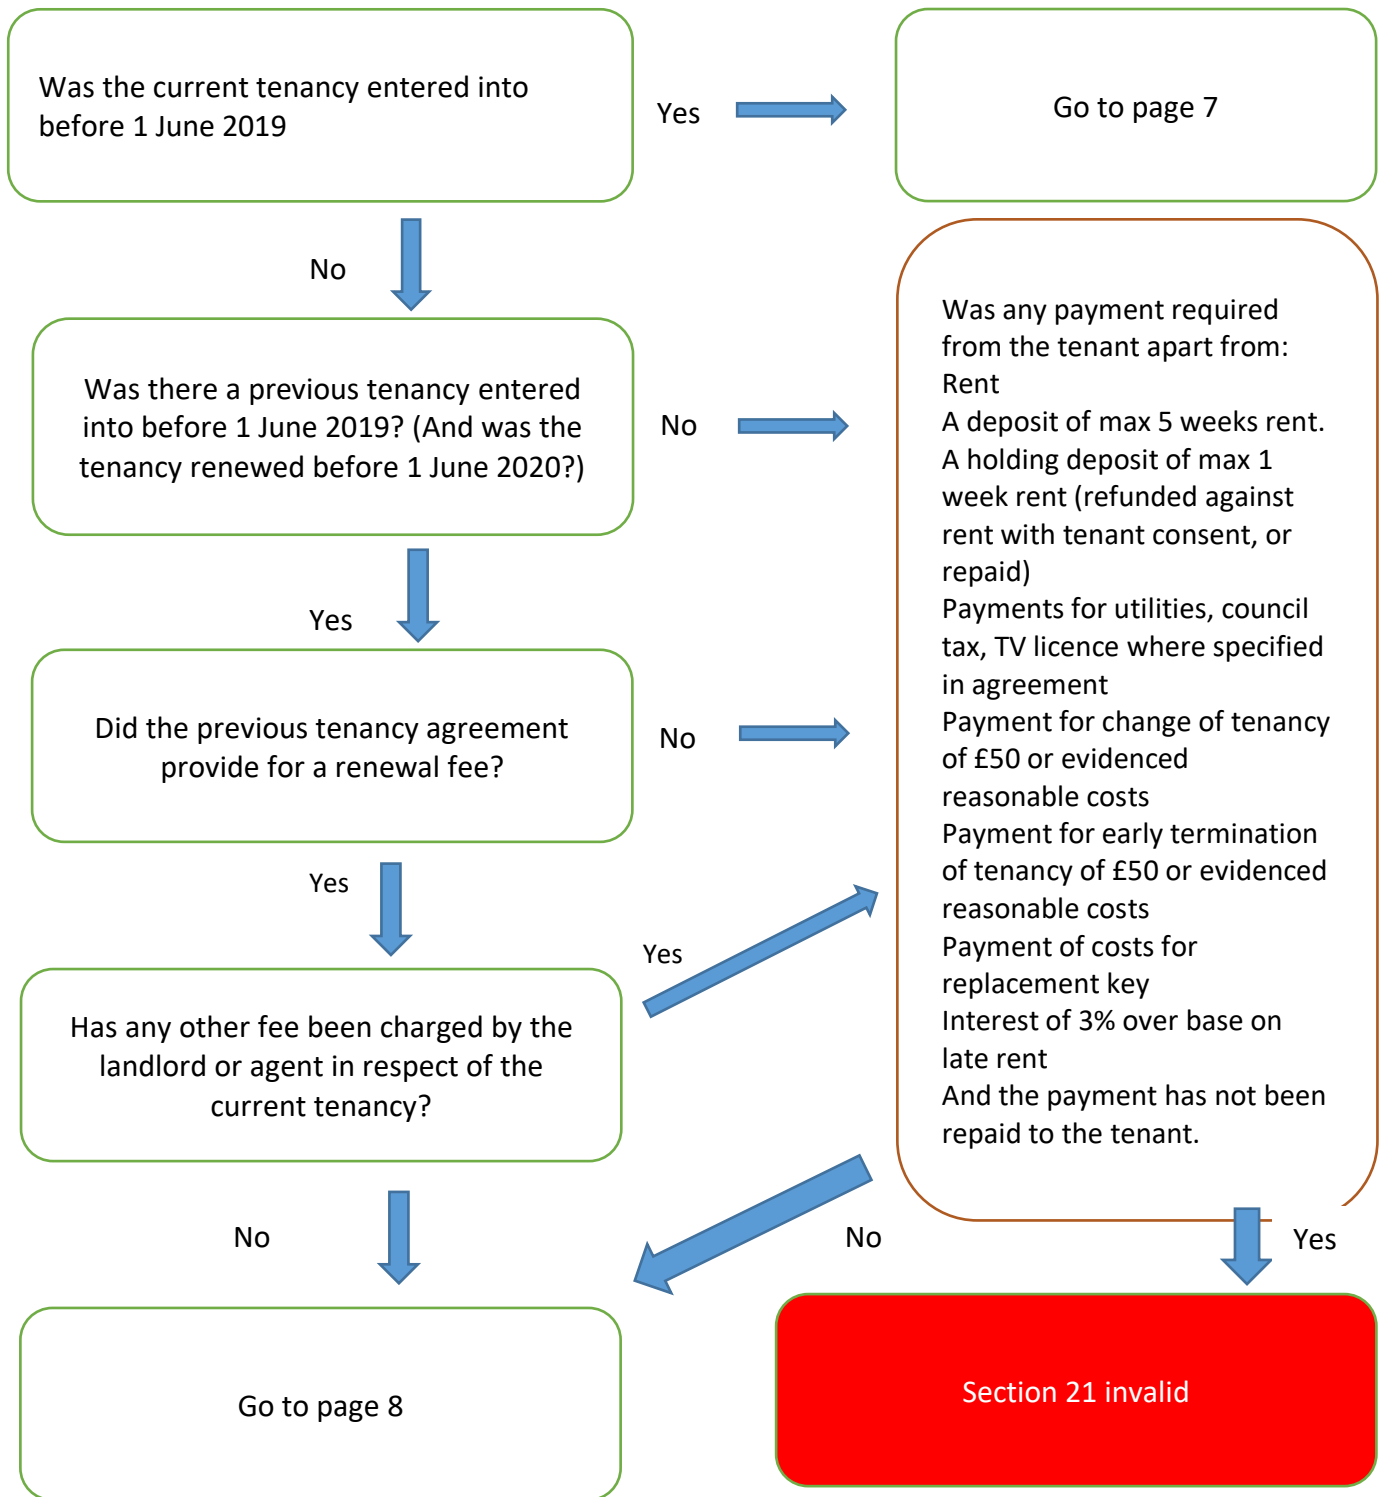 Was the current tenancy entered into
before 1 June 2019
Yes
Go to page 7
No
Was there a previous tenancy entered
into before 1 June 2019? (And was the
tenancy renewed before 1 June 2020?)
No
Yes
Did the previous tenancy agreement
provide for a renewal fee?
No
Yes
Has any other fee been charged by the
landlord or agent in respect of the
current tenancy?
Yes
No
Was any payment required
from the tenant apart from:
Rent
A deposit of max 5 weeks rent.
A holding deposit of max 1
week rent (refunded against
rent with tenant consent, or
repaid)
Payments for utilities, council
tax, TV licence where specified
in agreement
Payment for change of tenancy
of £50 or evidenced
reasonable costs
Payment for early termination
of tenancy of £50 or evidenced
reasonable costs
Payment of costs for
replacement key
Interest of 3% over base on
late rent
And the payment has not been
repaid to the tenant.
No
Yes
Go to page 8
Section 21 invalid